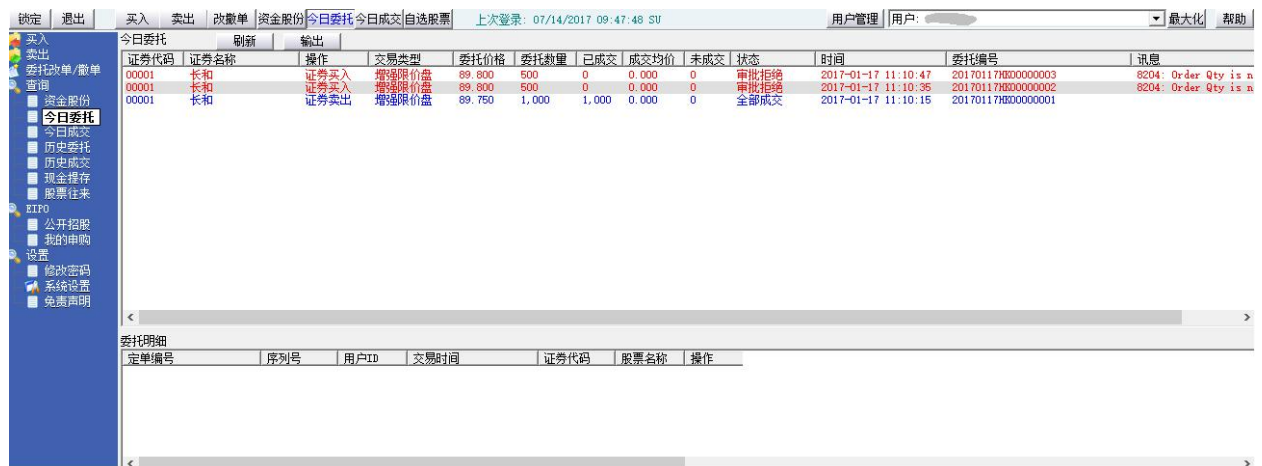 锁定 退出 买入 卖出 改撤单 资金股份 今日委托 今日成交 自选股票 上次登录: 07/14/2017 09:47:48 SU 用户管理 用户: 最大化 帮助
买入
卖出
委托改单/撤单
查询
资金股份
今日委托
今日成交
历史委托
历史成交
现金提存
股票往来
EIPO
公开招股
我的申购
设置
修改密码
系统设置
免责声明
今日委托 刷新 输出
证券代码 证券名称 操作 交易类型 委托价格 委托数量 已成交 成交均价 未成交 状态 时间 委托编号 讯息
00001 长和 证券买入 增强限价盘 89.800 500 0 0.000 0 审批拒绝 2017-01-17 11:10:47 20170117HK00000003 8204: Order Qty is n
00001 长和 证券买入 增强限价盘 89.800 500 0 0.000 0 审批拒绝 2017-01-17 11:10:35 20170117HK00000002 8204: Order Qty is n
00001 长和 证券卖出 增强限价盘 89.750 1,000 1,000 0.000 0 全部成交 2017-01-17 11:10:15 20170117HK00000001
委托明细
定单编号 序列号 用户ID 交易时间 证券代码 股票名称 操作